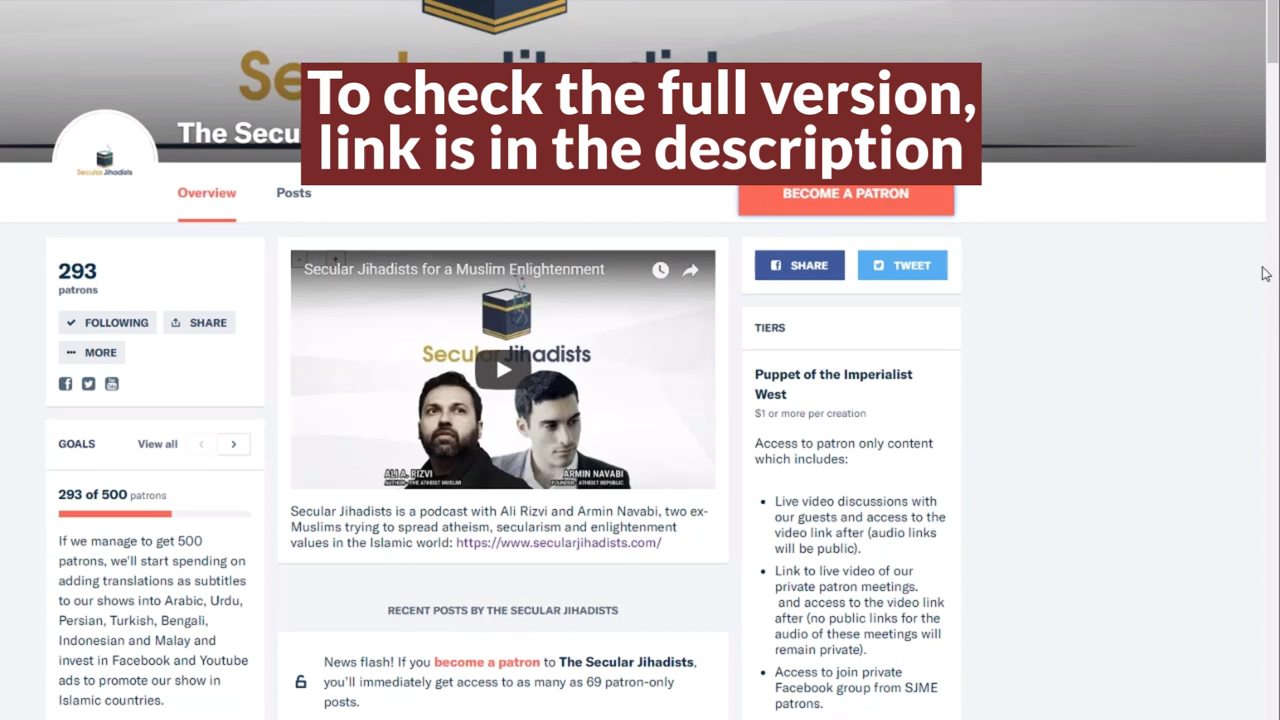 Secular Jihadists
To check the full version,
link is in the description
The Secu
Secular Jihadists
Overview
Posts
BECOME A PATRON
293
patrons
FOLLOWING
SHARE
MORE
GOALS
View all
293 of 500 patrons
If we manage to get 500
patrons, we'll start spending on
adding translations as subtitles
to our shows into Arabic, Urdu,
Persian, Turkish, Bengali,
Indonesian and Malay and
invest in Facebook and Youtube
ads to promote our show in
Islamic countries.
Secular Jihadists for a Muslim Enlightenment
Secular Jihadists
ALI A. RIZVI
AUTHOR - THE ATHEIST MUSLIM
ARMIN NAVABI
FOUNDER - ATHEIST REPUBLIC
Secular Jihadists is a podcast with Ali Rizvi and Armin Navabi, two ex-
Muslims trying to spread atheism, secularism and enlightenment
values in the Islamic world: https://www.secularjihadists.com/
RECENT POSTS BY THE SECULAR JIHADISTS
News flash! If you become a patron to The Secular Jihadists,
you'll immediately get access to as many as 69 patron-only
posts.
SHARE
TWEET
TIERS
Puppet of the Imperialist
West
$1 or more per creation
Access to patron only content
which includes:
• Live video discussions with
our guests and access to the
video link after (audio links
will be public).
• Link to live video of our
private patron meetings.
and access to the video link
after (no public links for the
audio of these meetings will
remain private).
• Access to join private
Facebook group from SJME
patrons.